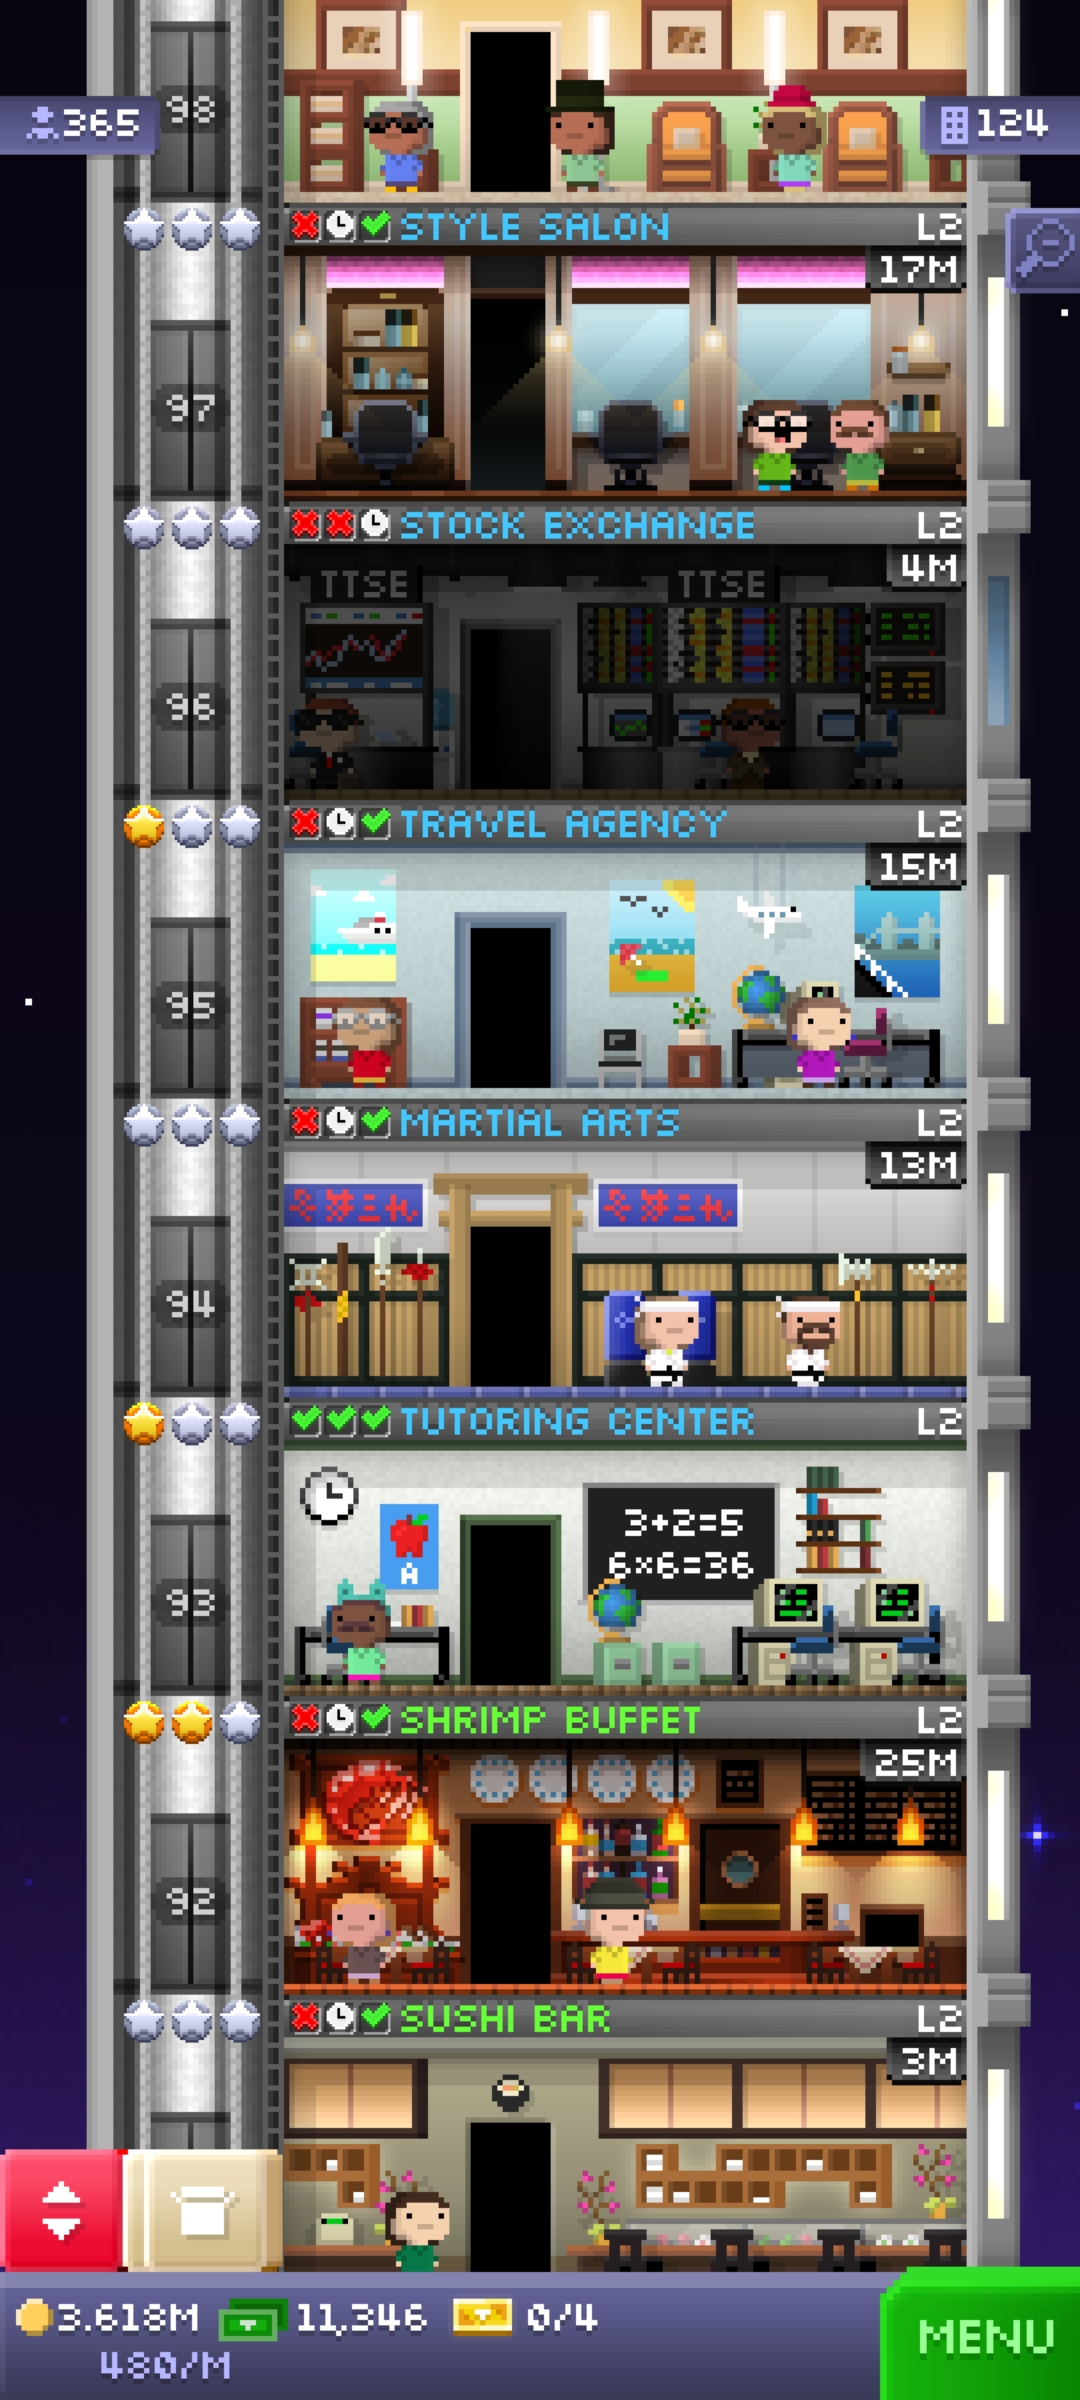 98
365
124
STYLE SALON L2
17M
97
STOCK EXCHANGE L2
4M
TTSE TTSE
96
TRAVEL AGENCY L2
15M
95
MARTIAL ARTS L2
13M
94
TUTORING CENTER L2
3+2=5
6×6=36
A
93
SHRIMP BUFFET L2
25M
92
SUSHI BAR L2
3M
3.618M 11,346 0/4
480/M
MENU